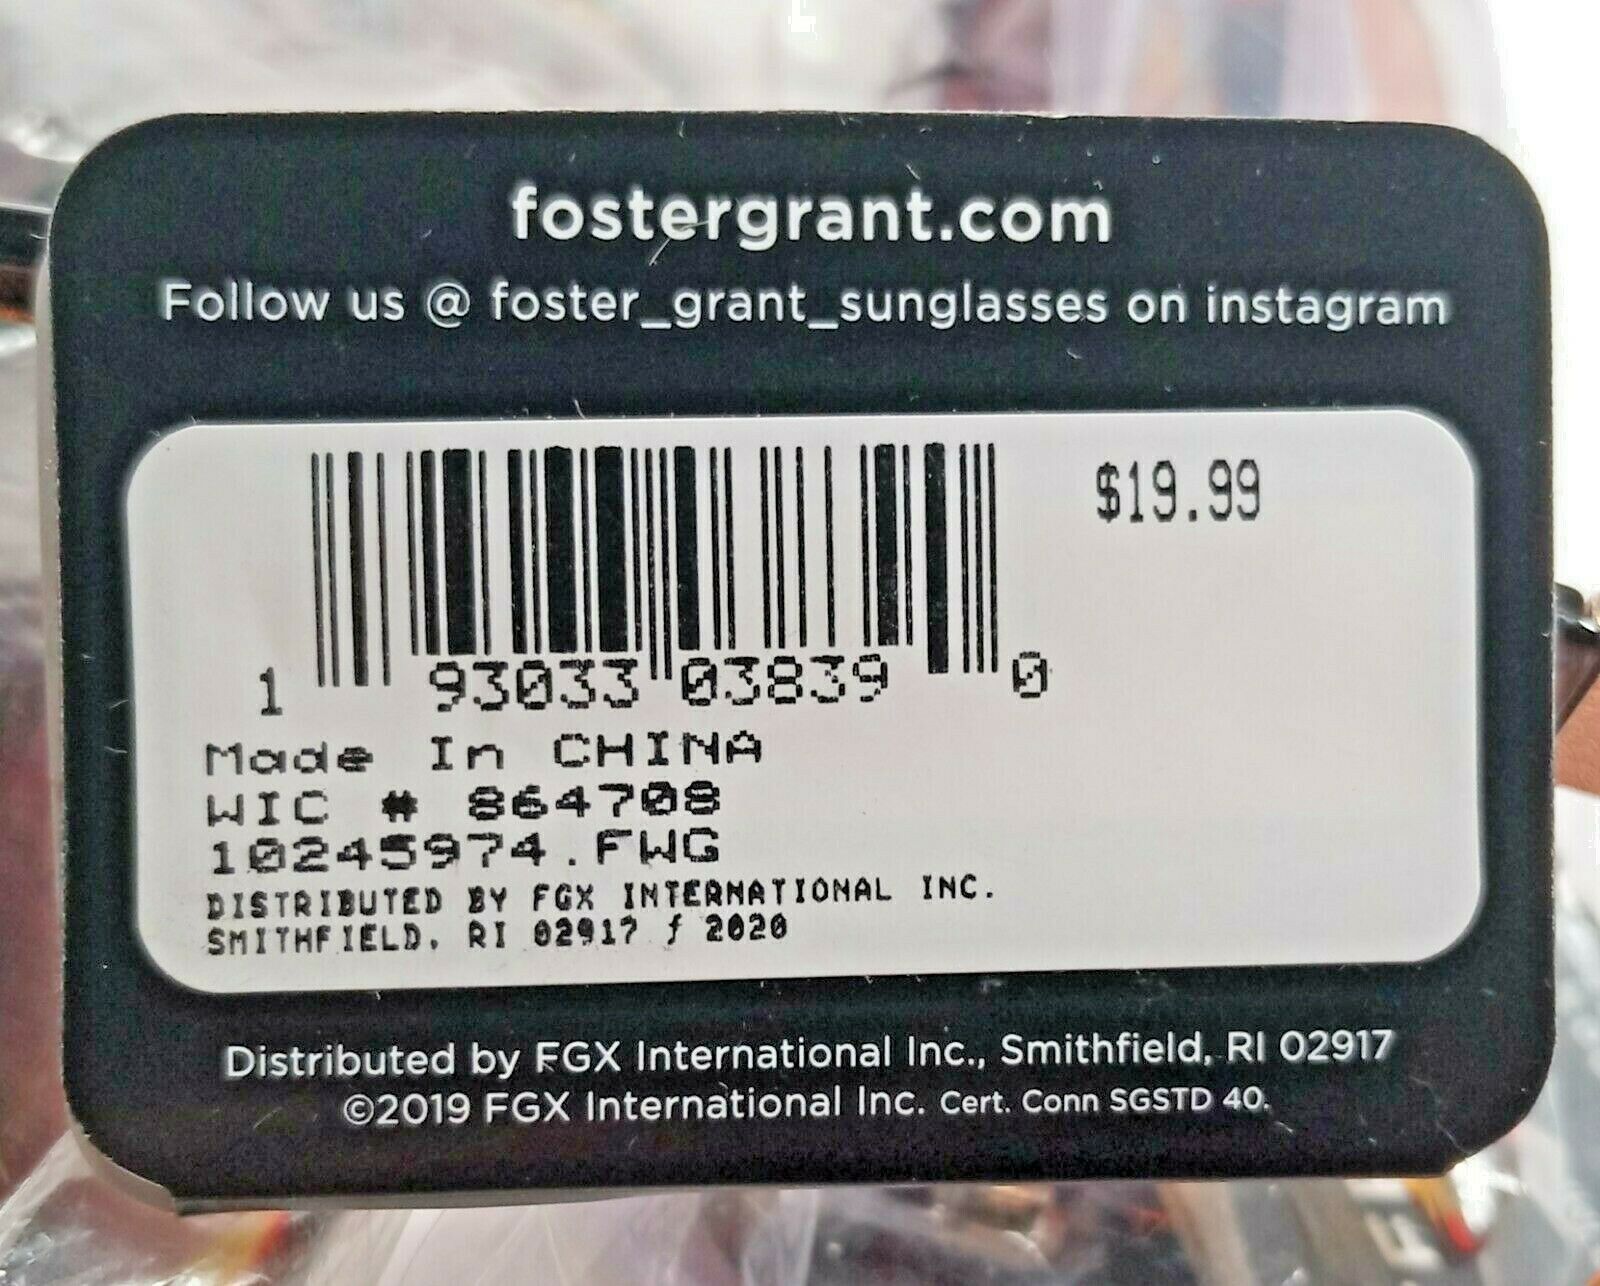 fostergrant.com
Follow us @ foster_grant_sunglasses on instagram
$19.99
1 93033 03839 0
Made In CHINA
WIC # 864708
10245974.FWG
DISTRIBUTED BY FGX INTERNATIONAL INC.
SMITHFIELD, RI 02917 ƒ 2020
Distributed by FGX International Inc., Smithfield, RI 02917
©2019 FGX International Inc. Cert. Conn SGSTD 40.